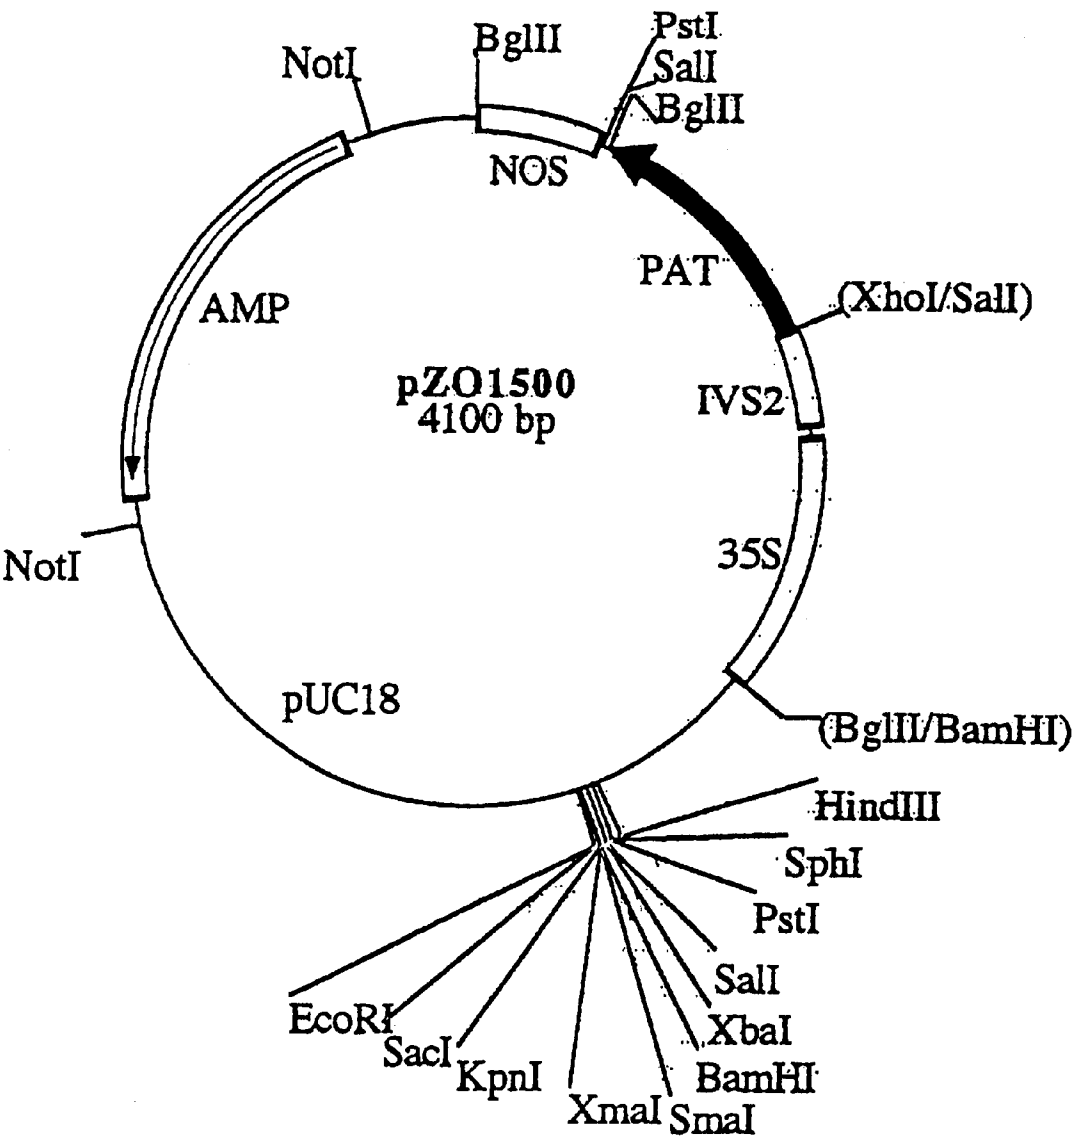 PstI
BglII
SalI
NotI
BglII
NOS
PAT
(XhoI/SalI)
AMP
pZO1500
4100 bp
IVS2
35S
NotI
pUC18
(BglII/BamHI)
HindIII
SphI
PstI
SalI
EcoRI
XbaI
SacI
KpnI
BamHI
XmaI
SmaI